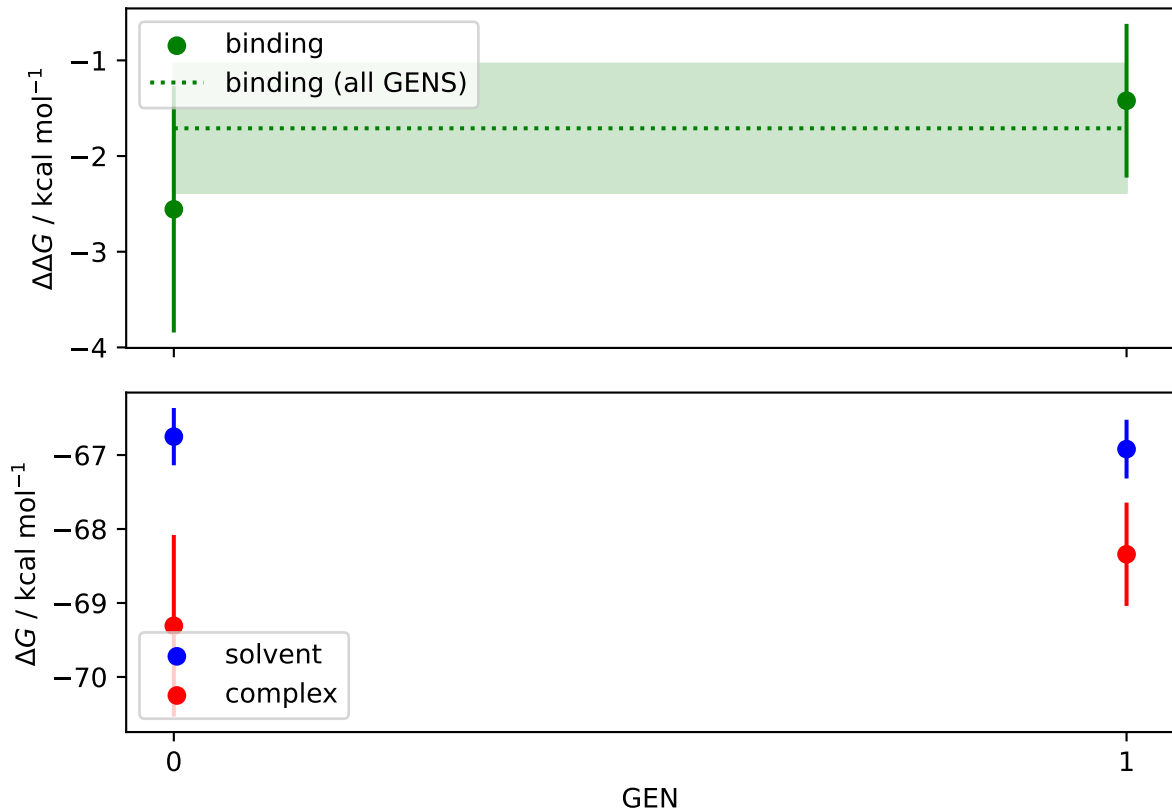 binding
binding (all GENS)
−1
−2
−3
−4
ΔΔG / kcal mol⁻¹
−67
−68
−69
−70
ΔG / kcal mol⁻¹
solvent
complex
0
1
GEN